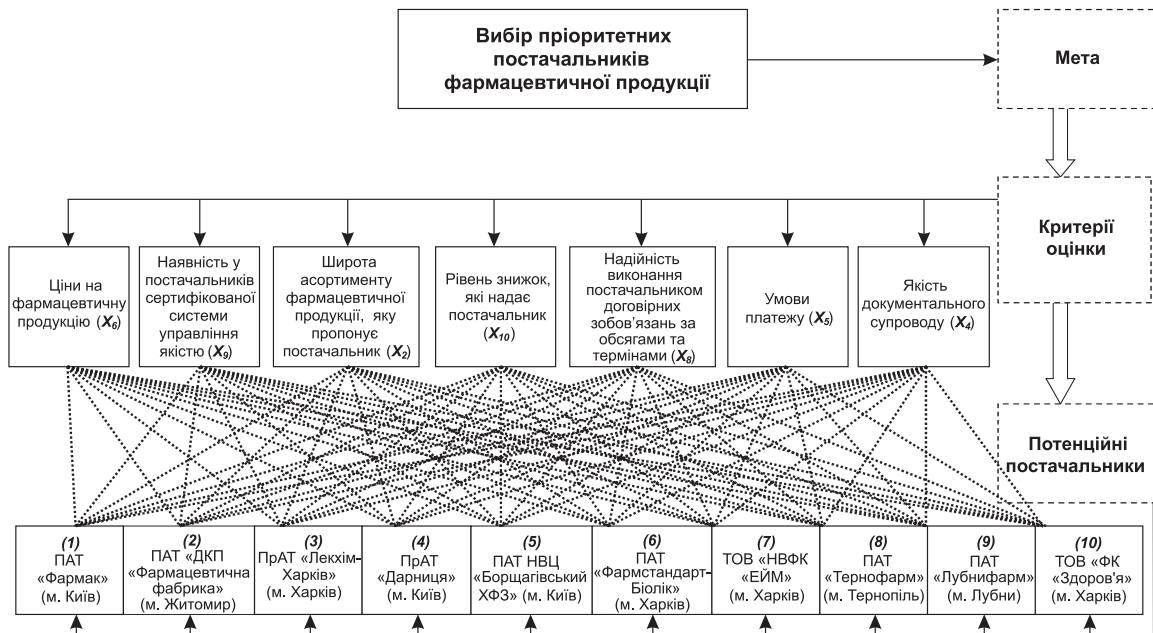 Вибір пріоритетних
постачальників
фармацевтичної продукції
Мета
Критерії
оцінки
Ціни на
фармацевтичну
продукцію (X6)
Наявність у
постачальників
сертифікованої
системи
управління
якістю (X9)
Широта
асортименту
фармацевтичної
продукції, яку
пропонує
постачальник (X2)
Рівень знижок,
які надає
постачальник
(X10)
Надійність
виконання
постачальником
договірних
зобов’язань за
обсягами та
термінами (X8)
Умови
платежу (X5)
Якість
документального
супроводу (X4)
Потенційні
постачальники
(1)
ПАТ
«Фармак»
(м. Київ)
(2)
ПАТ «ДКП
«Фармацевтична
фабрика»
(м. Житомир)
(3)
ПрАТ «Лекхім-
Харків»
(м. Харків)
(4)
ПрАТ
«Дарниця»
(м. Київ)
(5)
ПАТ НВЦ
«Борщагівський
ХФЗ» (м. Київ)
(6)
ПАТ
«Фармстандарт-
Біолік»
(м. Харків)
(7)
ТОВ «НВФК
«ЕЙМ»
(м. Харків)
(8)
ПАТ
«Тернофарм»
(м. Тернопіль)
(9)
ПАТ
«Лубнифарм»
(м. Лубни)
(10)
ТОВ «ФК
«Здоров'я»
(м. Харків)